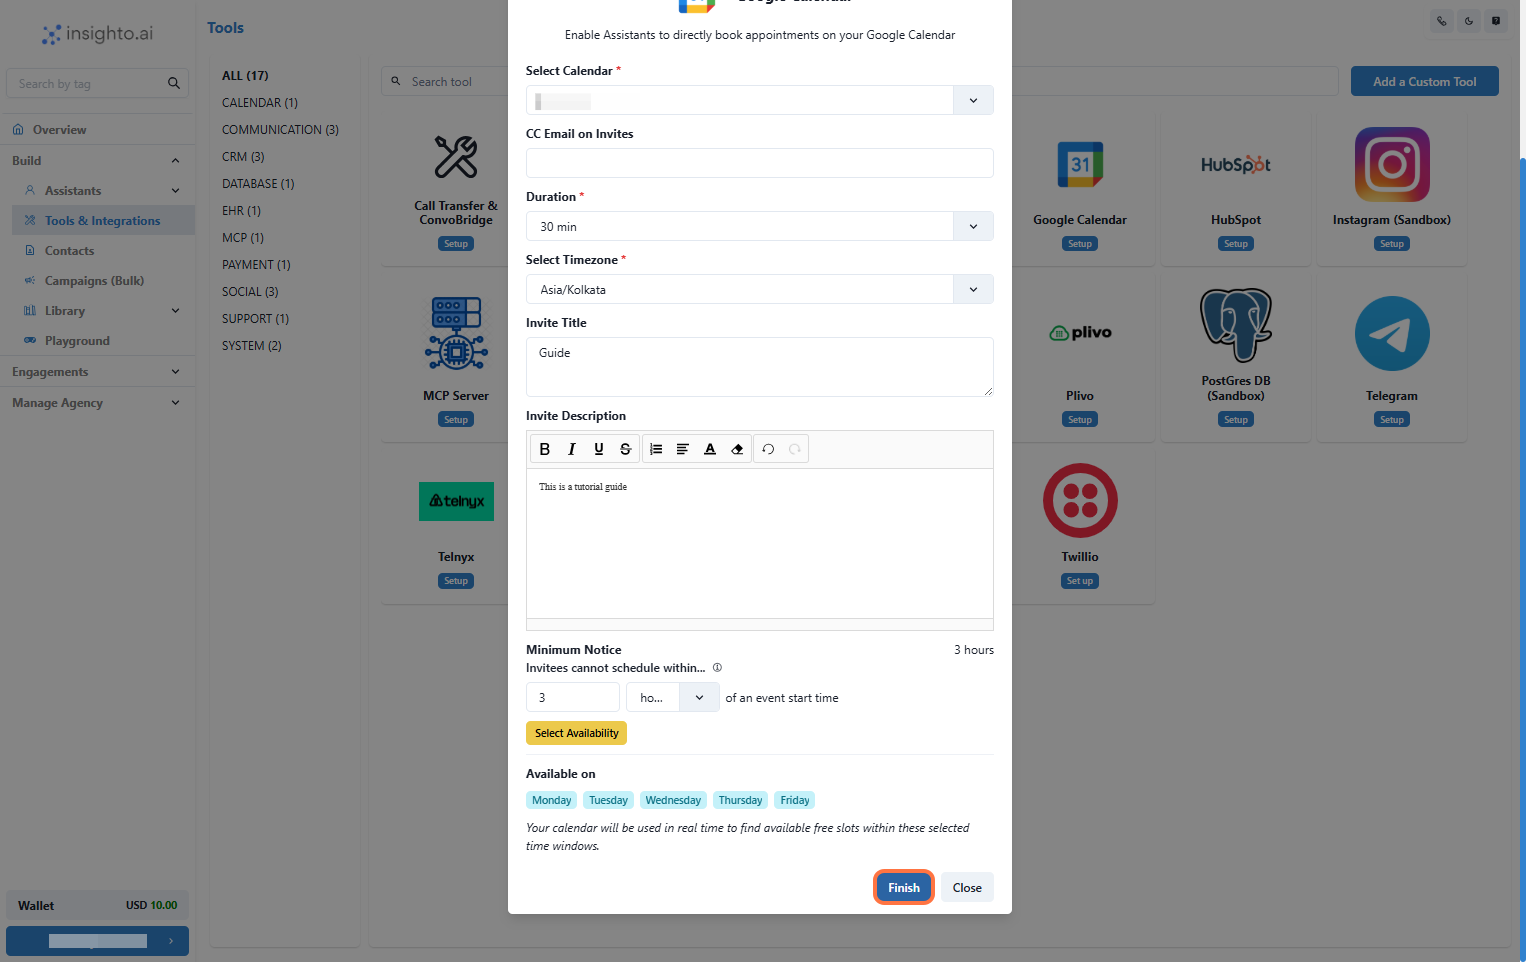 insighto.ai
Search by tag
Overview
Build
Assistants
Tools & Integrations
Contacts
Campaigns (Bulk)
Library
Playground
Engagements
Manage Agency
Wallet USD 10.00
Tools
ALL (17)
CALENDAR (1)
COMMUNICATION (3)
CRM (3)
DATABASE (1)
EHR (1)
MCP (1)
PAYMENT (1)
SOCIAL (3)
SUPPORT (1)
SYSTEM (2)
Search tool
Add a Custom Tool
Call Transfer &
ConvoBridge
Setup
MCP Server
Setup
telnyx
Telnyx
Setup
Enable Assistants to directly book appointments on your Google Calendar
Select Calendar *
CC Email on Invites
Duration *
30 min
Select Timezone *
Asia/Kolkata
Invite Title
Guide
Invite Description
B I U S A
This is a tutorial guide
Minimum Notice 3 hours
Invitees cannot schedule within...
3 ho... of an event start time
Select Availability
Available on
Monday Tuesday Wednesday Thursday Friday
Your calendar will be used in real time to find available free slots within these selected
time windows.
Finish Close
31
Google Calendar
Setup
HubSpot
HubSpot
Setup
Instagram (Sandbox)
Setup
plivo
Plivo
Setup
PostGres DB
(Sandbox)
Setup
Telegram
Setup
Twillio
Set up